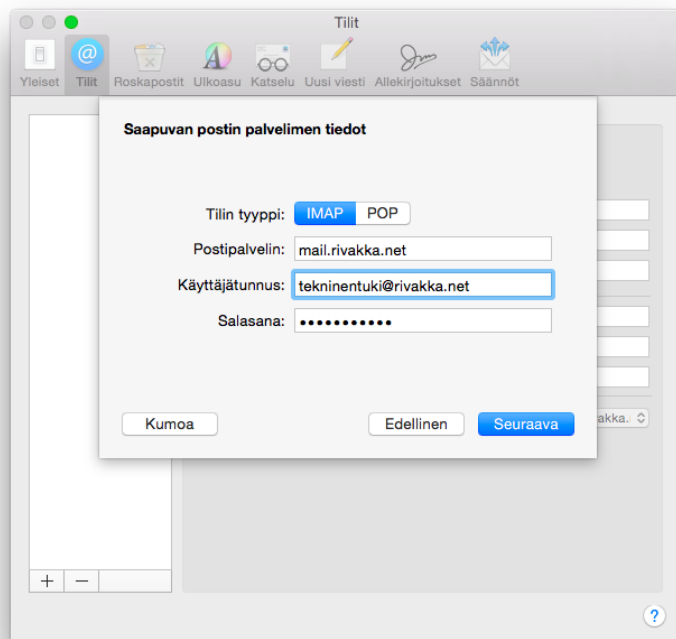 Tilit
Yleiset Tilit Roskapostit Ulkoasu Katselu Uusi viesti Allekirjoitukset Säännöt
Saapuvan postin palvelimen tiedot
Tilin tyyppi: IMAP POP
Postipalvelin: mail.rivakka.net
Käyttäjätunnus: tekninentuki@rivakka.net
Salasana: •••••••••••
Kumoa Edellinen Seuraava
akka.
+ −
?